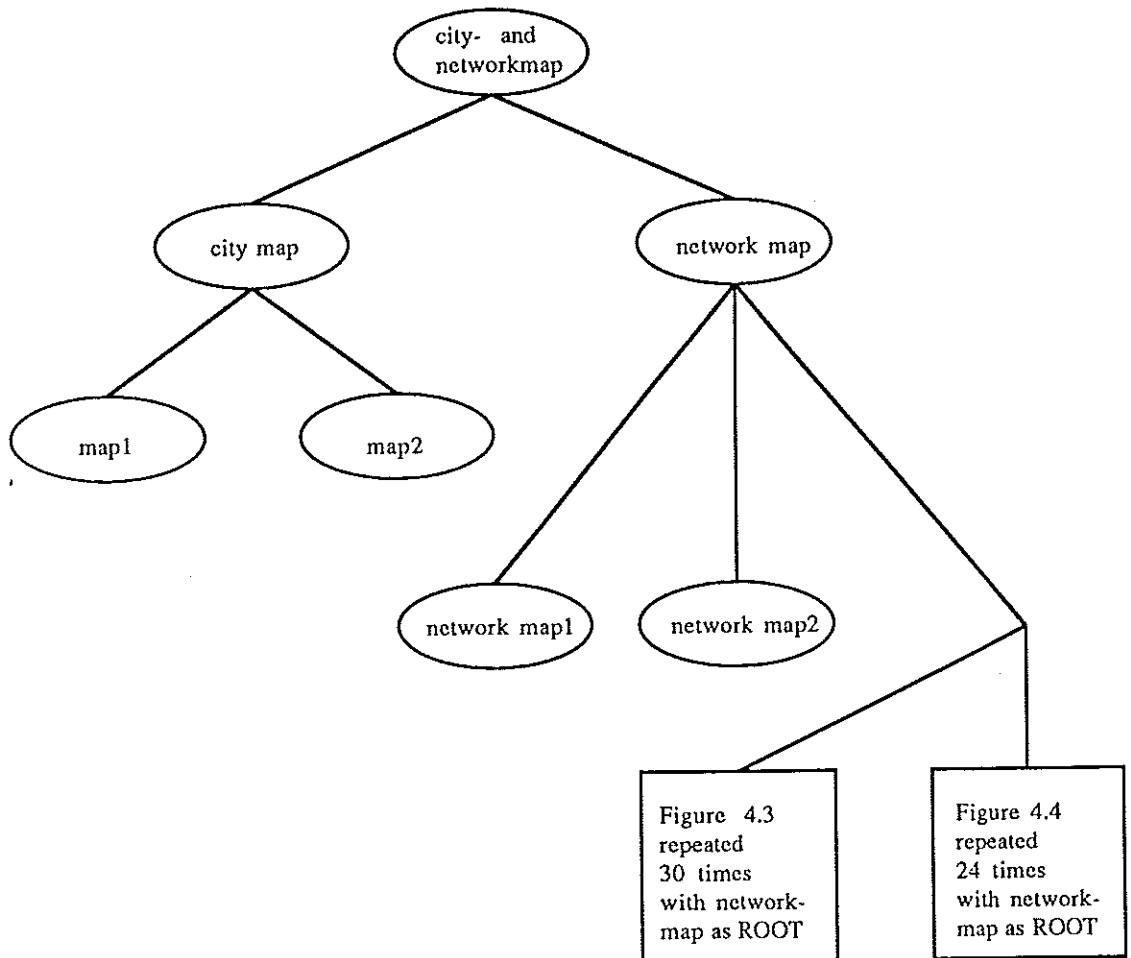 city- and
networkmap
city map
network map
map1
map2
network map1
network map2
Figure 4.3
repeated
30 times
with network-
map as ROOT
Figure 4.4
repeated
24 times
with network-
map as ROOT